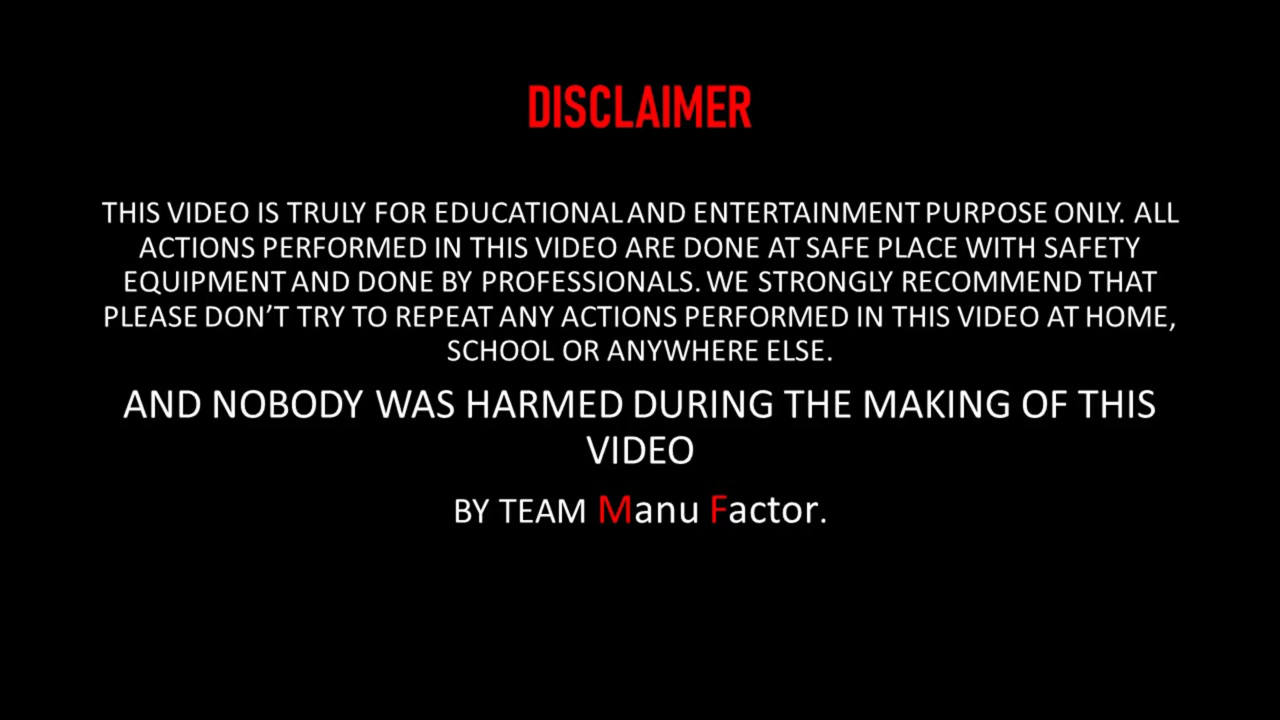 DISCLAIMER
THIS VIDEO IS TRULY FOR EDUCATIONAL AND ENTERTAINMENT PURPOSE ONLY. ALL
ACTIONS PERFORMED IN THIS VIDEO ARE DONE AT SAFE PLACE WITH SAFETY
EQUIPMENT AND DONE BY PROFESSIONALS. WE STRONGLY RECOMMEND THAT
PLEASE DON’T TRY TO REPEAT ANY ACTIONS PERFORMED IN THIS VIDEO AT HOME,
SCHOOL OR ANYWHERE ELSE.
AND NOBODY WAS HARMED DURING THE MAKING OF THIS
VIDEO
BY TEAM Manu Factor.